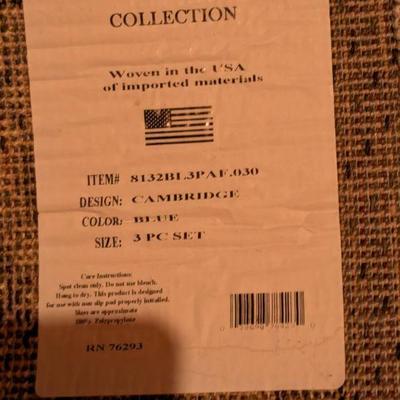 COLLECTION
Woven in the USA
of imported materials
ITEM# 8132BL3PAF.030
DESIGN: CAMBRIDGE
COLOR: BLUE
SIZE: 3 PC SET
Care Instructions:
Spot clean only. Do not use bleach.
Hang to dry. This product is designed
for use with non slip pad properly installed.
Sizes are approximate
100% Polypropylene
RN 76293